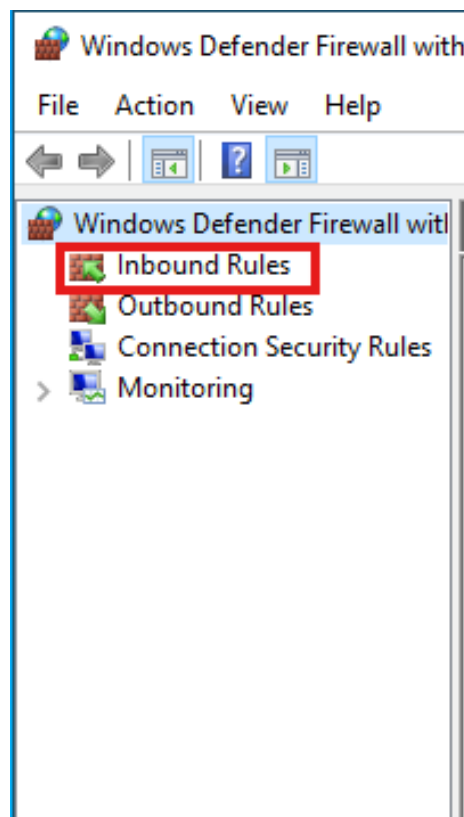 Windows Defender Firewall with
File Action View Help
Windows Defender Firewall with
Inbound Rules
Outbound Rules
Connection Security Rules
Monitoring